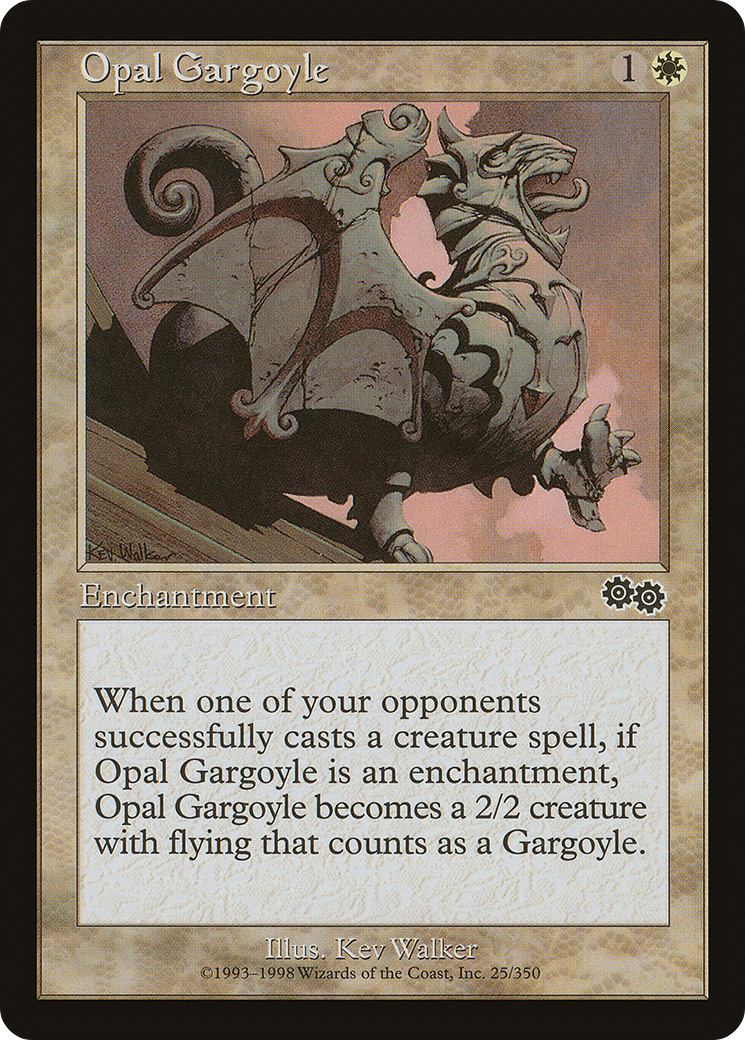 Opal Gargoyle 1
Kev Walker
Enchantment
When one of your opponents
successfully casts a creature spell, if
Opal Gargoyle is an enchantment,
Opal Gargoyle becomes a 2/2 creature
with flying that counts as a Gargoyle.
Illus. Kev Walker
©1993–1998 Wizards of the Coast, Inc. 25/350